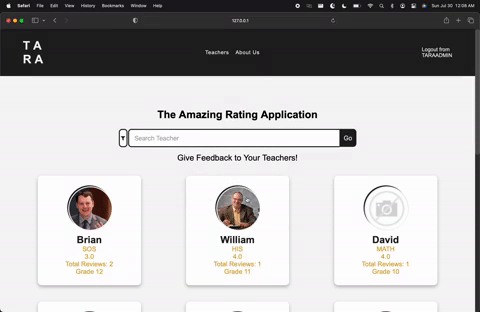 Safari File Edit View History Bookmarks Window Help
Sun Jul 30 12:08 AM
127.0.0.1
TA
RA
Teachers About Us
Logout from
TARAADMIN
The Amazing Rating Application
Search Teacher
Go
Give Feedback to Your Teachers!
Brian
SOS
3.0
Total Reviews: 2
Grade 12
William
HIS
4.0
Total Reviews: 1
Grade 11
David
MATH
4.0
Total Reviews: 1
Grade 10